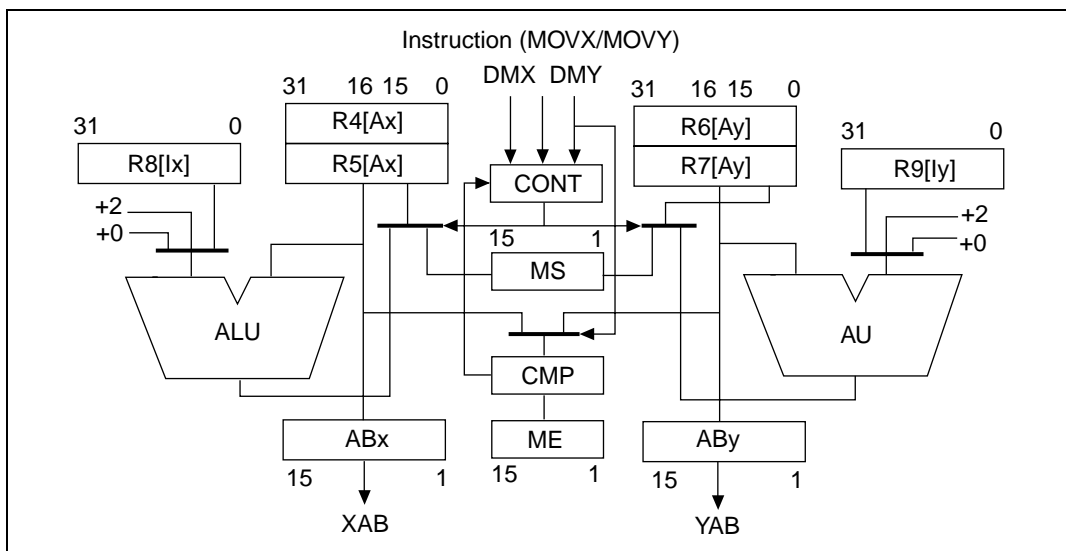 Instruction (MOVX/MOVY)
DMX DMY
31 16 15 0
31 16 15 0
R4[Ax]
R6[Ay]
31 0
31 0
R8[Ix]
R5[Ax]
CONT
R7[Ay]
R9[Iy]
+2
+0
+2
+0
15 1
MS
ALU
AU
CMP
ABx
ME
ABy
15 1
15 1
15 1
XAB
YAB